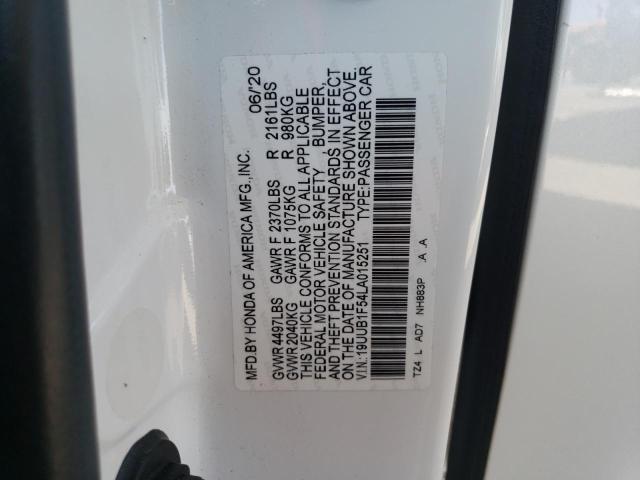 MFD.BY HONDA OF AMERICA MFG.,INC. 06/'20
GVWR 4497LBS GAWR F 2370LBS R 2161LBS
GVWR 2040KG GAWR F 1075KG R 980KG
THIS VEHICLE CONFORMS TO ALL APPLICABLE
FEDERAL MOTOR VEHICLE SAFETY, BUMPER,
AND THEFT PREVENTION STANDARDS IN EFFECT
ON THE DATE OF MANUFACTURE SHOWN ABOVE.
V.I.N.:19UUB1F54LA015251 TYPE:PASSENGER CAR
TZ4 L AD7 NH883P .A .A